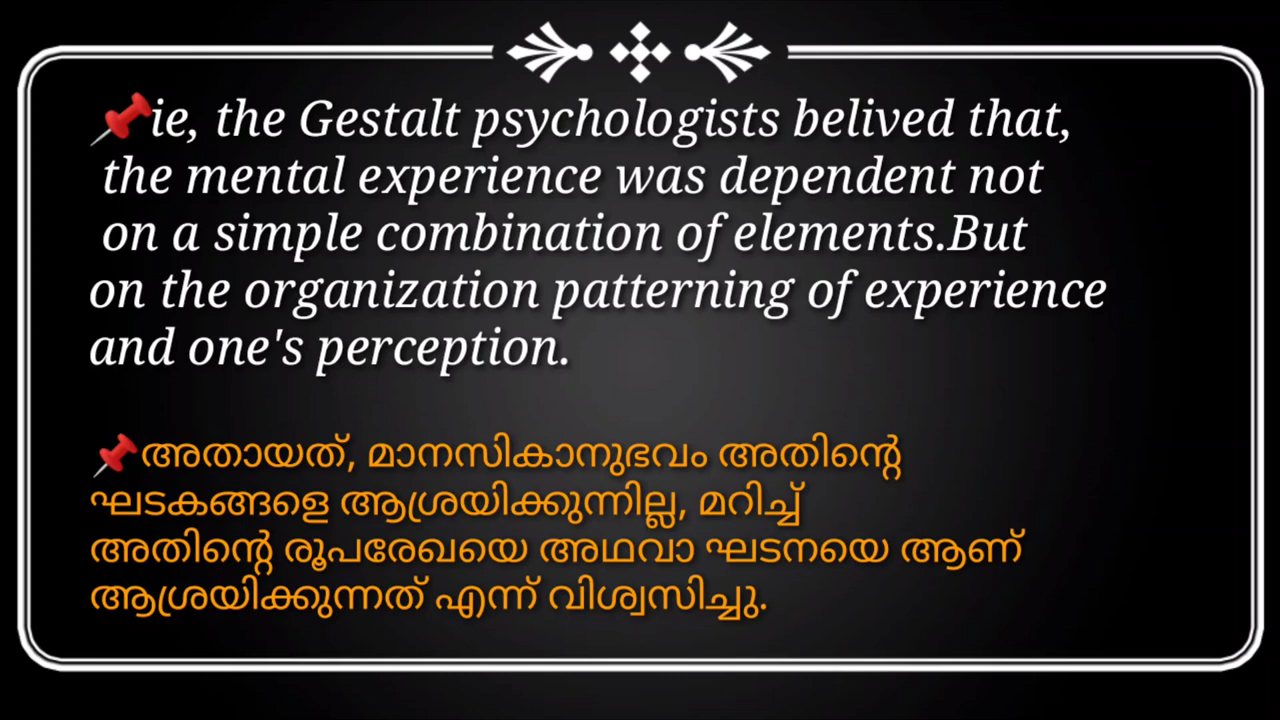 📌ie, the Gestalt psychologists belived that,
the mental experience was dependent not
on a simple combination of elements.But
on the organization patterning of experience
and one's perception.
📌അതായത്, മാനസികാനുഭവം അതിന്റെ
ഘടകങ്ങളെ ആശ്രയിക്കുന്നില്ല, മറിച്ച്
അതിന്റെ രൂപരേഖയെ അഥവാ ഘടനയെ ആണ്
ആശ്രയിക്കുന്നത് എന്ന് വിശ്വസിച്ചു.